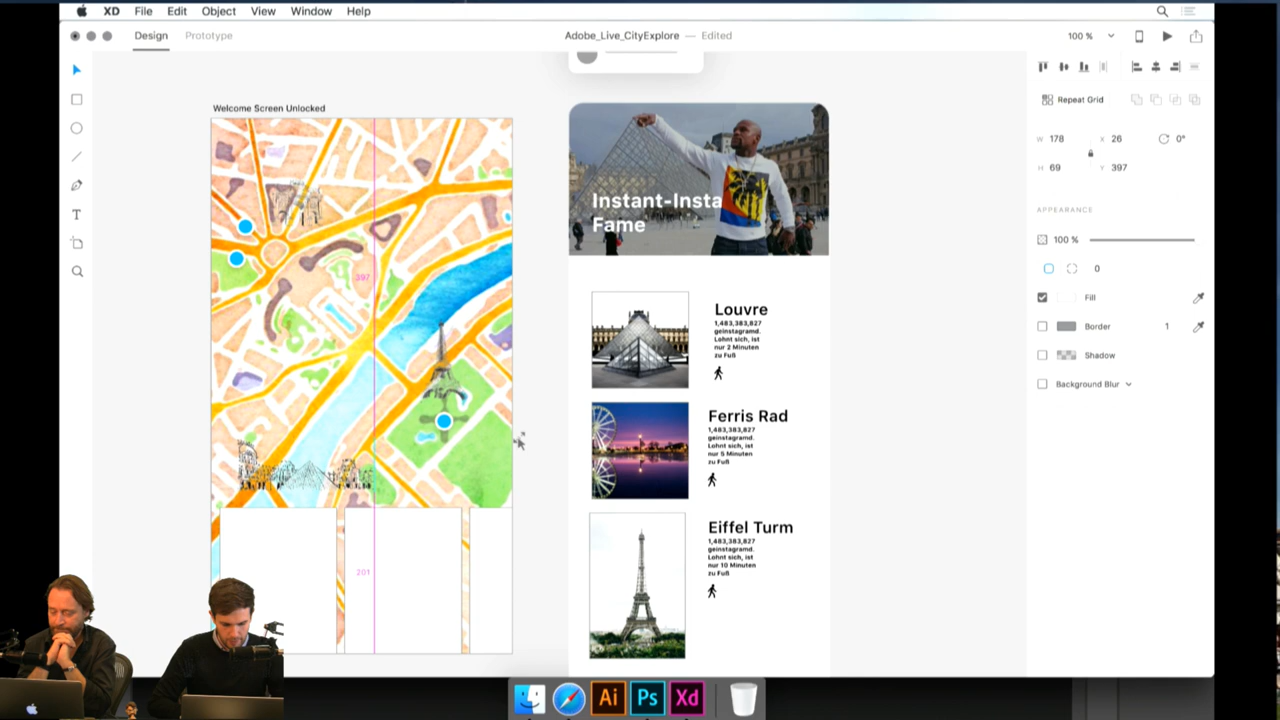 XD File Edit Object View Window Help
Design Prototype Adobe_Live_CityExplore — Edited 100 %
Repeat Grid
W 178 X 26 0°
H 69 Y 397
APPEARANCE
100 %
0
Fill
Border 1
Shadow
Background Blur
Welcome Screen Unlocked
397
201
Instant-Insta
Fame
Louvre
1,483,383,827
geinstagramd.
Lohnt sich, ist
nur 2 Minuten
zu Fuß
Ferris Rad
1,483,383,827
geinstagramd.
Lohnt sich, ist
nur 5 Minuten
zu Fuß
Eiffel Turm
1,483,383,827
geinstagramd.
Lohnt sich, ist
nur 10 Minuten
zu Fuß
Ai Ps Xd